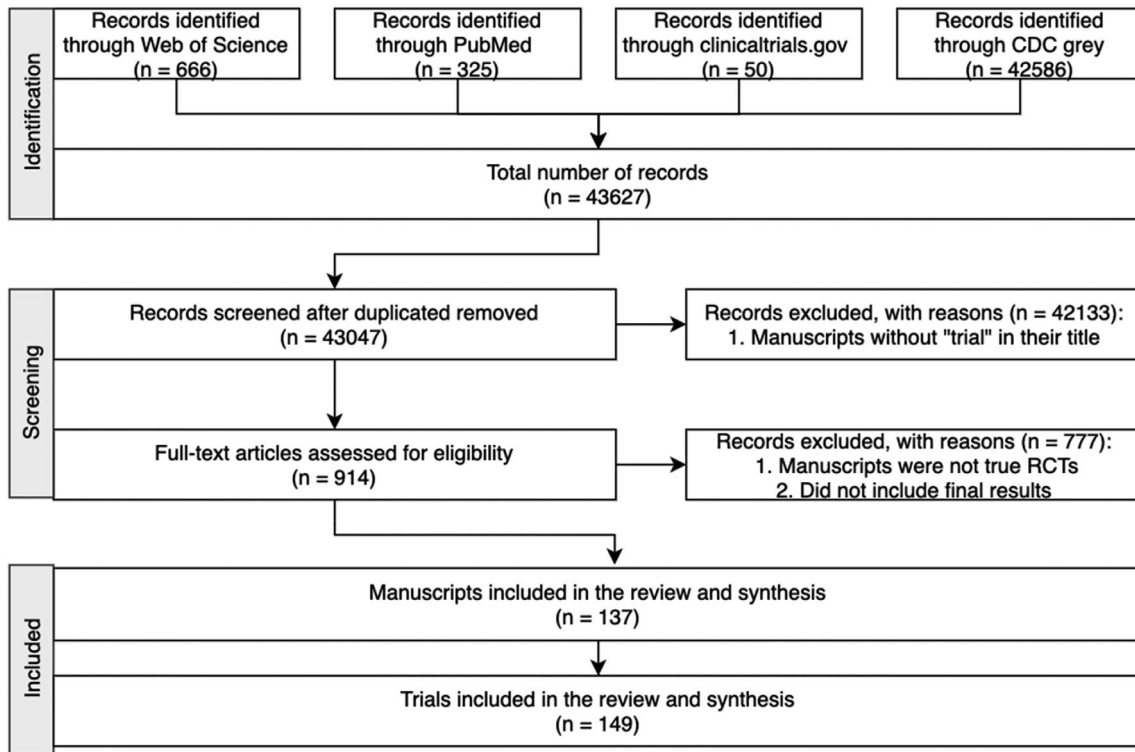 Identification
Records identified
through Web of Science
(n = 666)
Records identified
through PubMed
(n = 325)
Records identified
through clinicaltrials.gov
(n = 50)
Records identified
through CDC grey
(n = 42586)
Total number of records
(n = 43627)
Screening
Records screened after duplicated removed
(n = 43047)
Records excluded, with reasons (n = 42133):
1. Manuscripts without "trial" in their title
Full-text articles assessed for eligibility
(n = 914)
Records excluded, with reasons (n = 777):
1. Manuscripts were not true RCTs
2. Did not include final results
Included
Manuscripts included in the review and synthesis
(n = 137)
Trials included in the review and synthesis
(n = 149)